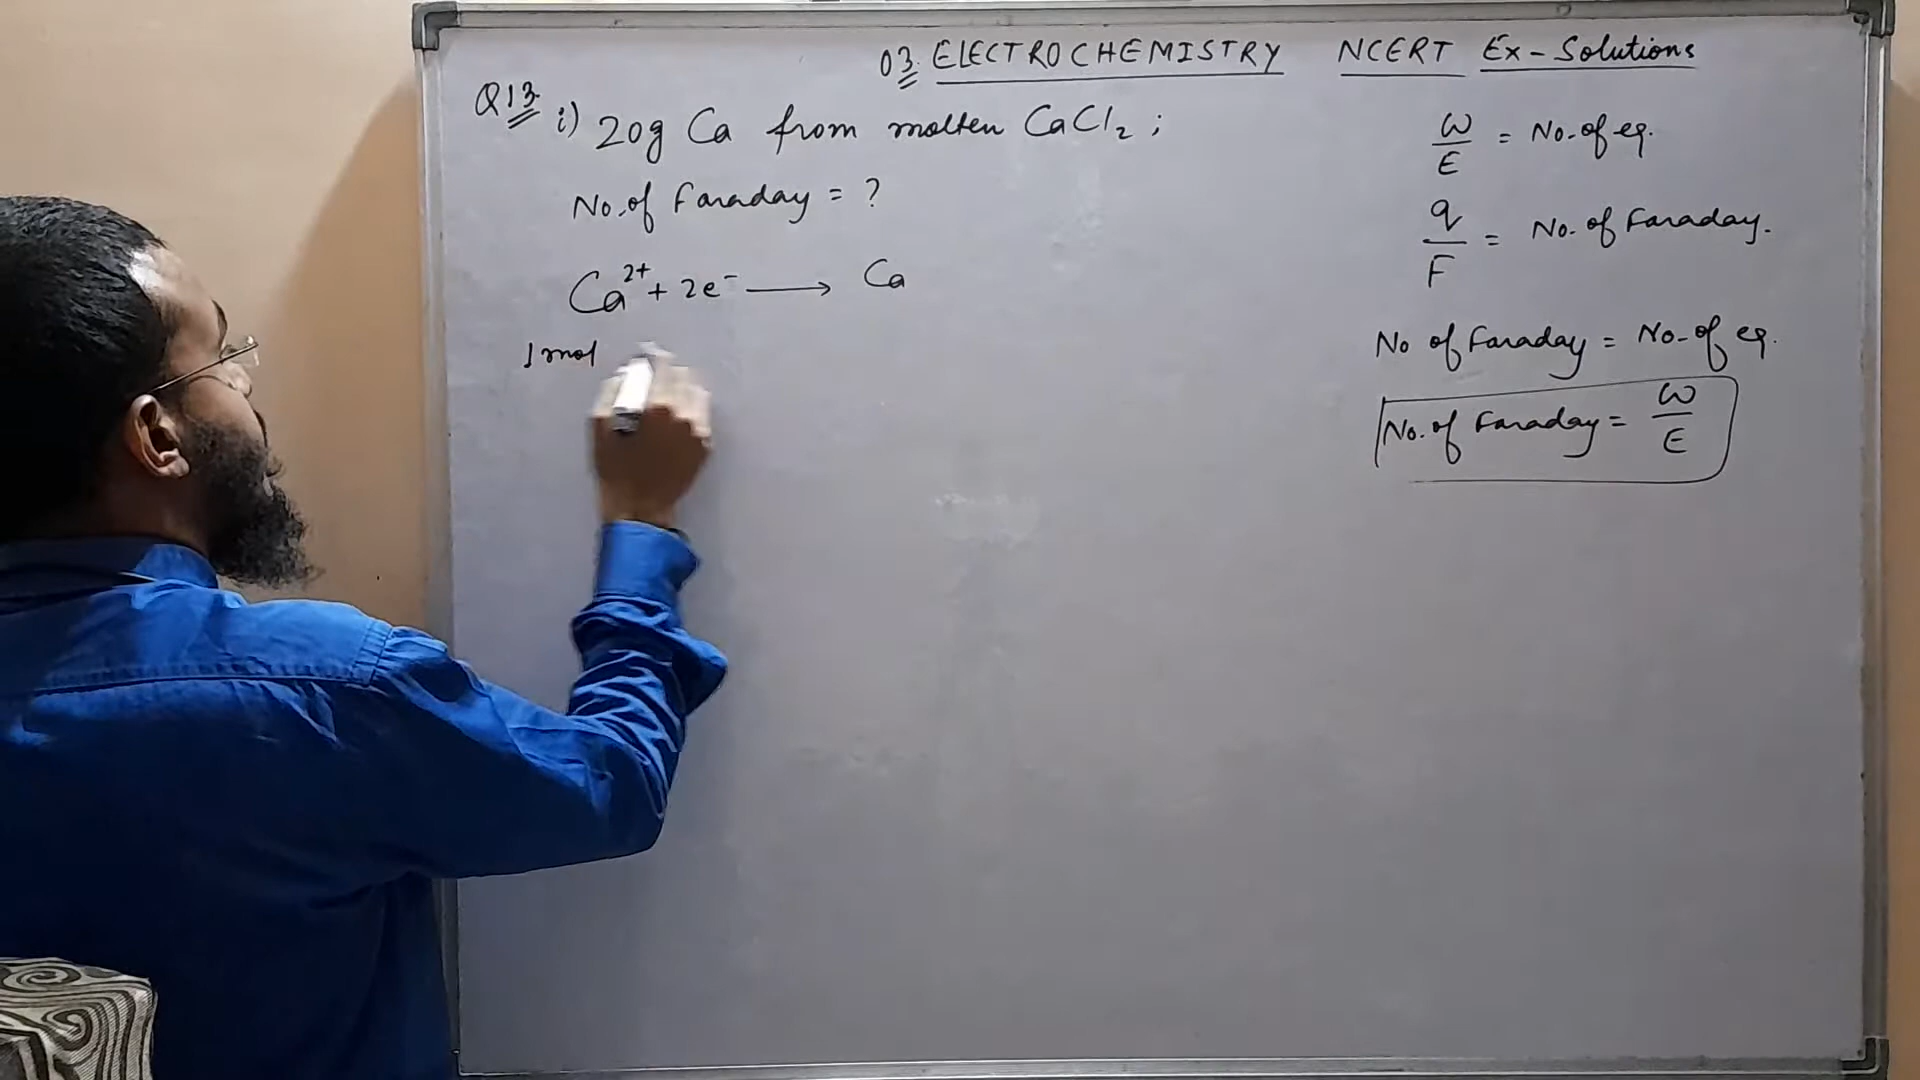 03. ELECTROCHEMISTRY NCERT Ex-Solutions
Q13. i) 20g Ca from molten CaCl₂ ;
No. of Faraday = ?
Ca²⁺ + 2e⁻ ⟶ Ca
1 mol
W/E = No. of eq.
q/F = No. of Faraday.
No of Faraday = No. of eq.
No. of Faraday = W/E